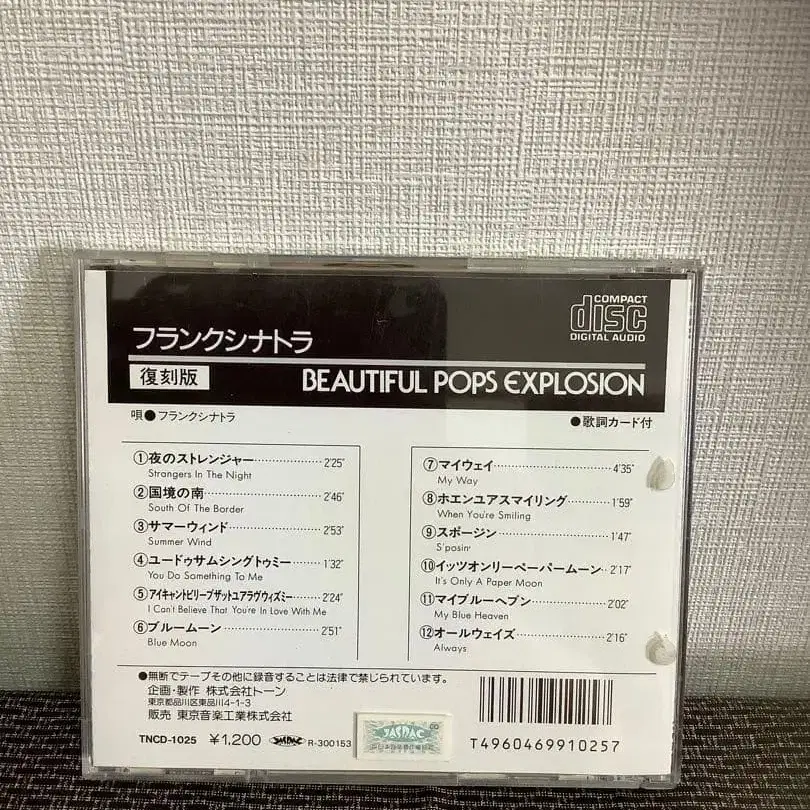 COMPACT
disc
DIGITAL AUDIO
フランクシナトラ
復刻版
BEAUTIFUL POPS EXPLOSION
唄●フランクシナトラ
●歌詞カード付
①夜のストレンジャー 2'25"
Strangers In The Night
②国境の南 2'46"
South Of The Border
③サマーウィンド 2'53"
Summer Wind
④ユードゥサムシングトゥミー 1'32"
You Do Something To Me
⑤アイキャントビリーブザットユアラヴウィズミー 2'24"
I Can't Believe That You're In Love With Me
⑥ブルームーン 2'51"
Blue Moon
⑦マイウェイ 4'35"
My Way
⑧ホエンユアスマイリング 1'59"
When You're Smiling
⑨スポージン 1'47"
S'posin'
⑩イッツオンリーペーパームーン 2'17"
It's Only A Paper Moon
⑪マイブルーヘブン 2'02"
My Blue Heaven
⑫オールウェイズ 2'16"
Always
●無断でテープその他に録音することは法律で禁じられています。
企画・製作 株式会社トーン
東京都品川区東品川4-1-3
販売 東京音楽工業株式会社
TNCD-1025 ¥1,200 R-300153
JASRAC
T4960469910257